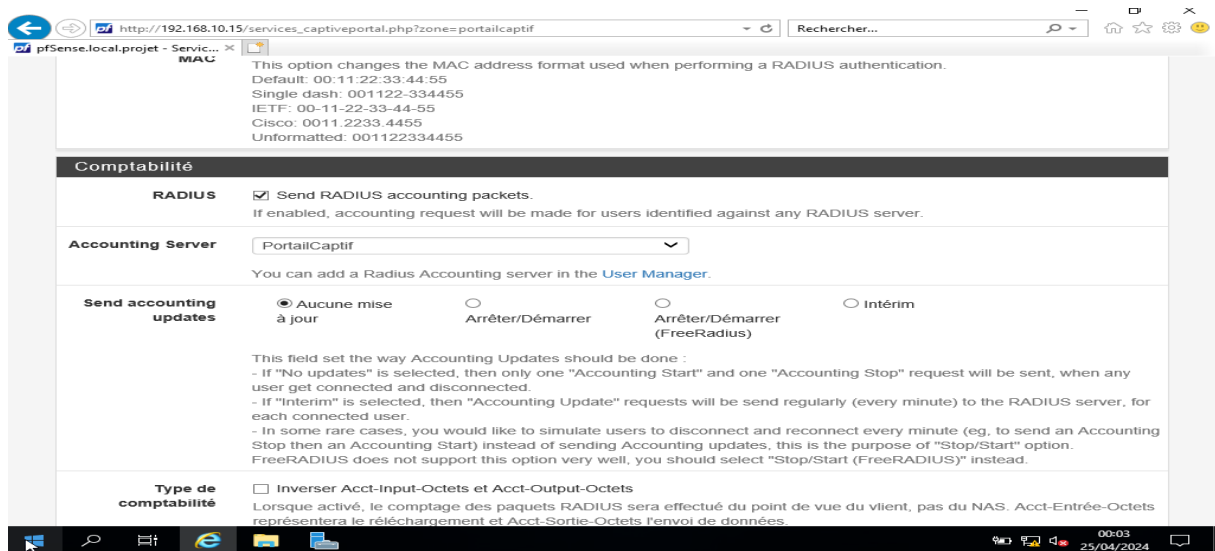 http://192.168.10.15/services_captiveportal.php?zone=portailcaptif
Rechercher...
pfSense.local.projet - Servic...
MAC
This option changes the MAC address format used when performing a RADIUS authentication.
Default: 00:11:22:33:44:55
Single dash: 001122-334455
IETF: 00-11-22-33-44-55
Cisco: 0011.2233.4455
Unformatted: 001122334455
Comptabilité
RADIUS
Send RADIUS accounting packets.
If enabled, accounting request will be made for users identified against any RADIUS server.
Accounting Server
PortailCaptif
You can add a Radius Accounting server in the User Manager.
Send accounting updates
Aucune mise à jour
Arrêter/Démarrer
Arrêter/Démarrer (FreeRadius)
Intérim
This field set the way Accounting Updates should be done :
- If "No updates" is selected, then only one "Accounting Start" and one "Accounting Stop" request will be sent, when any
user get connected and disconnected.
- If "Interim" is selected, then "Accounting Update" requests will be send regularly (every minute) to the RADIUS server, for
each connected user.
- In some rare cases, you would like to simulate users to disconnect and reconnect every minute (eg, to send an Accounting
Stop then an Accounting Start) instead of sending Accounting updates, this is the purpose of "Stop/Start" option.
FreeRADIUS does not support this option very well, you should select "Stop/Start (FreeRADIUS)" instead.
Type de comptabilité
Inverser Acct-Input-Octets et Acct-Output-Octets
Lorsque activé, le comptage des paquets RADIUS sera effectué du point de vue du vlient, pas du NAS. Acct-Entrée-Octets
représentera le réléchargement et Acct-Sortie-Octets l'envoi de données.
00:03
25/04/2024